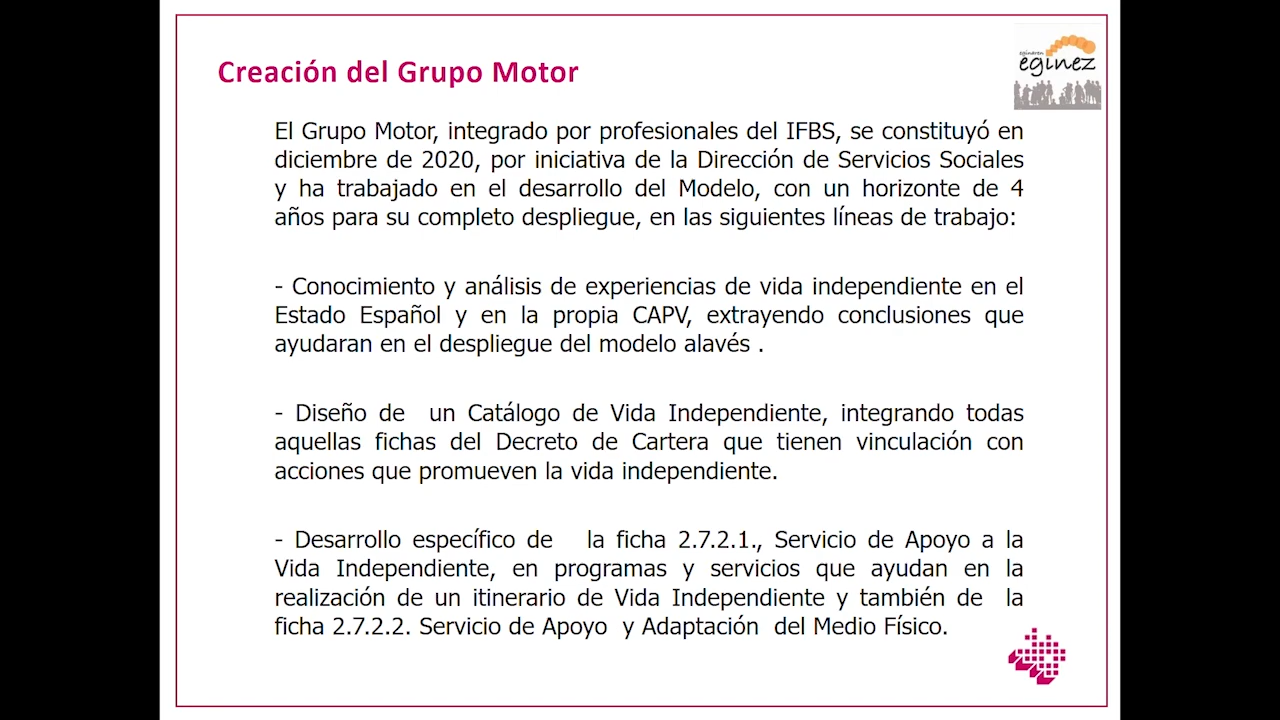 Creación del Grupo Motor
eginaren
eginez
El Grupo Motor, integrado por profesionales del IFBS, se constituyó en
diciembre de 2020, por iniciativa de la Dirección de Servicios Sociales
y ha trabajado en el desarrollo del Modelo, con un horizonte de 4
años para su completo despliegue, en las siguientes líneas de trabajo:
- Conocimiento y análisis de experiencias de vida independiente en el
Estado Español y en la propia CAPV, extrayendo conclusiones que
ayudaran en el despliegue del modelo alavés .
- Diseño de un Catálogo de Vida Independiente, integrando todas
aquellas fichas del Decreto de Cartera que tienen vinculación con
acciones que promueven la vida independiente.
- Desarrollo específico de la ficha 2.7.2.1., Servicio de Apoyo a la
Vida Independiente, en programas y servicios que ayudan en la
realización de un itinerario de Vida Independiente y también de la
ficha 2.7.2.2. Servicio de Apoyo y Adaptación del Medio Físico.